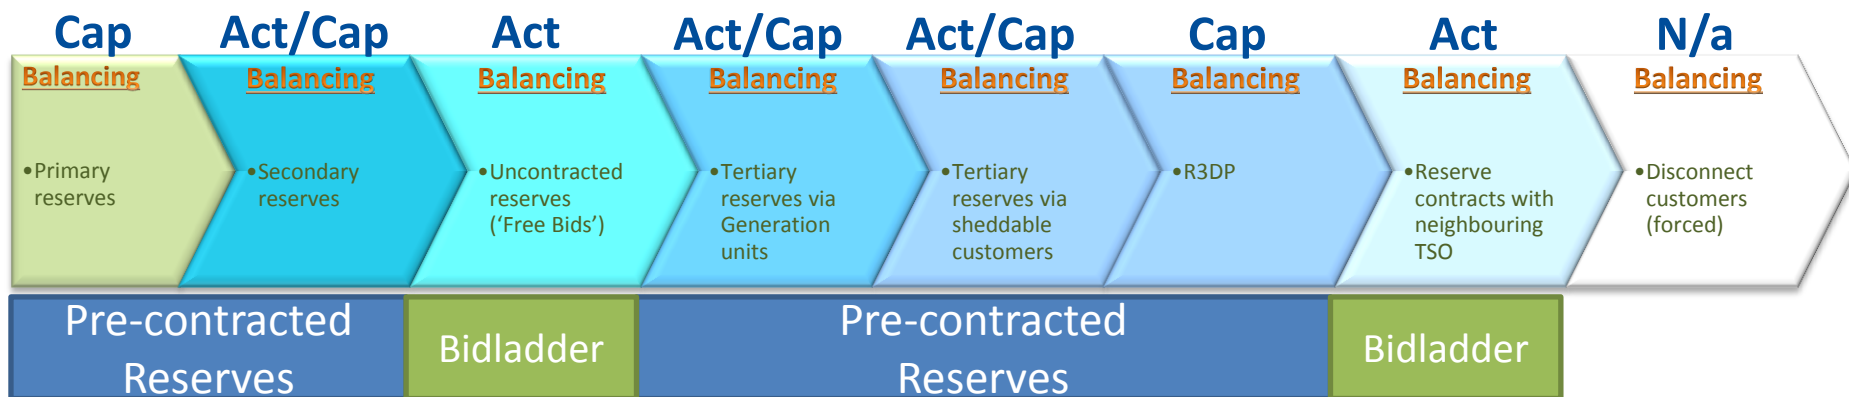 Cap Act/Cap Act Act/Cap Act/Cap Cap Act N/a
Balancing Balancing Balancing Balancing Balancing Balancing Balancing Balancing
•Primary
reserves
•Secondary
reserves
•Uncontracted
reserves
(‘Free Bids’)
•Tertiary
reserves via
Generation
units
•Tertiary
reserves via
sheddable
customers
•R3DP
•Reserve
contracts with
neighbouring
TSO
•Disconnect
customers
(forced)
Pre-contracted
Reserves
Bidladder
Pre-contracted
Reserves
Bidladder